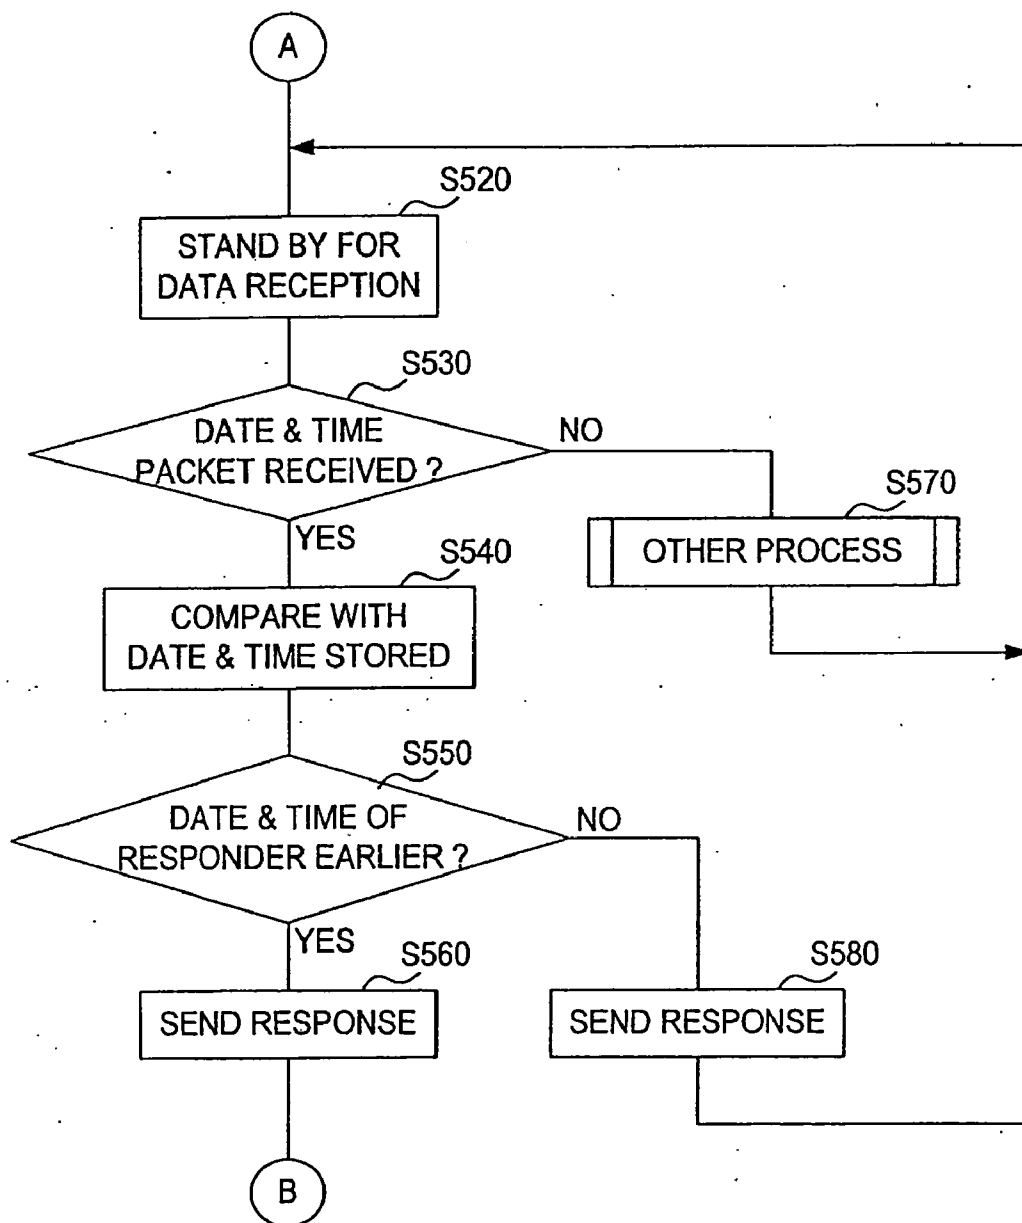 A
S520
STAND BY FOR
DATA RECEPTION
S530
DATE & TIME
PACKET RECEIVED ?
NO
YES
S570
OTHER PROCESS
S540
COMPARE WITH
DATE & TIME STORED
S550
DATE & TIME OF
RESPONDER EARLIER ?
NO
YES
S560
SEND RESPONSE
S580
SEND RESPONSE
B